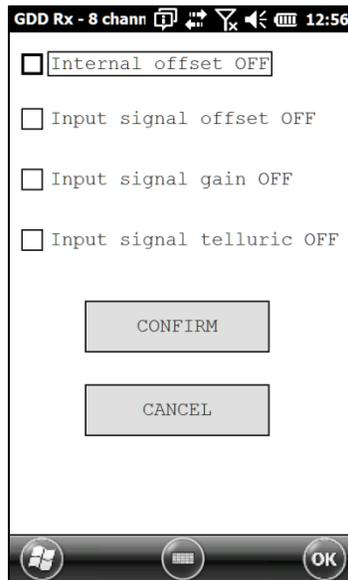 GDD Rx - 8 chann 12:56
Internal offset OFF
Input signal offset OFF
Input signal gain OFF
Input signal telluric OFF
CONFIRM
CANCEL
OK